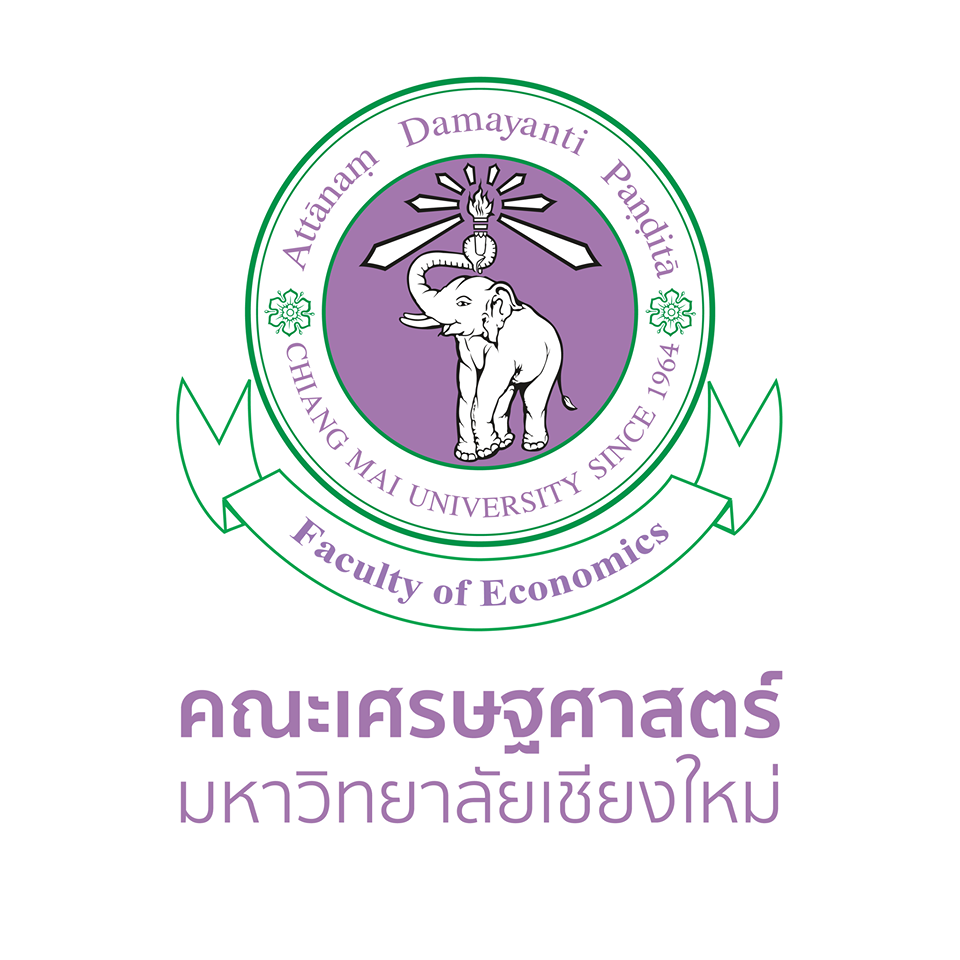 Attānaṃ Damayanti Paṇḍitā
CHIANG MAI UNIVERSITY SINCE 1964
Faculty of Economics
คณะเศรษฐศาสตร์
มหาวิทยาลัยเชียงใหม่